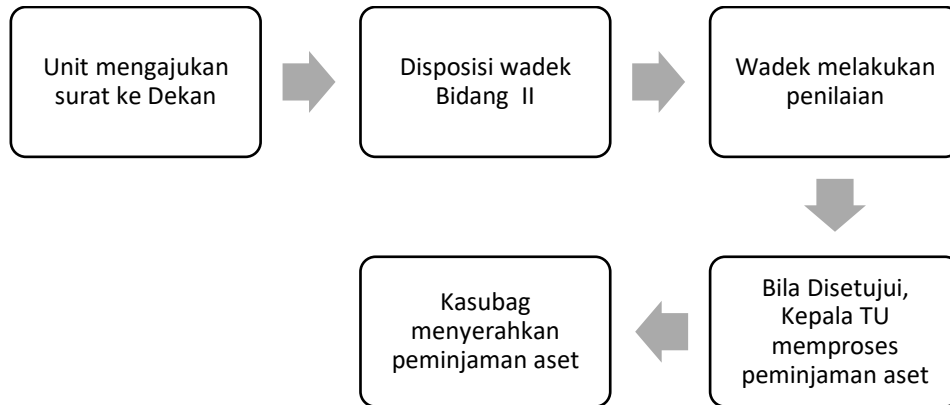 Unit mengajukan
surat ke Dekan
Disposisi wadek
Bidang  II
Wadek melakukan
penilaian
Bila Disetujui,
Kepala TU
memproses
peminjaman aset
Kasubag
menyerahkan
peminjaman aset